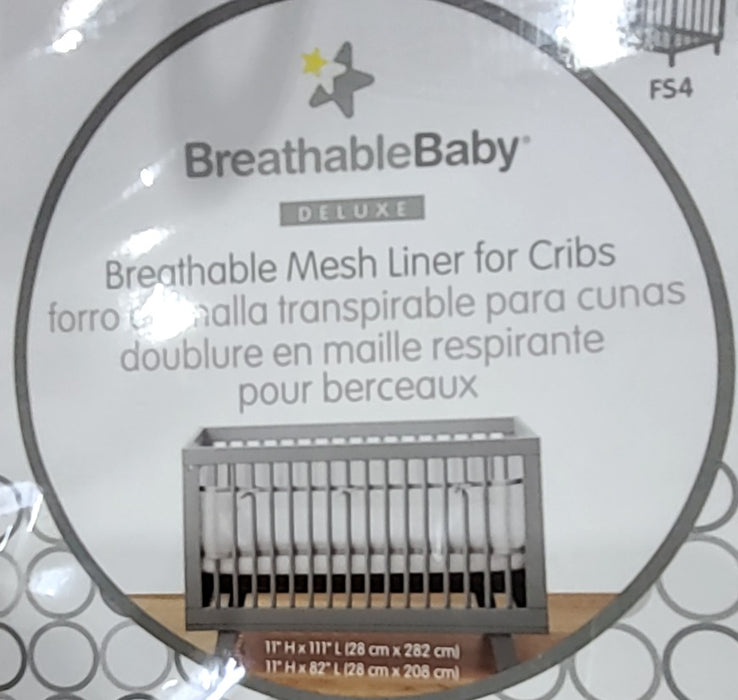 FS4
BreathableBaby
DELUXE
Breathable Mesh Liner for Cribs
forro transpirable para cunas
doublure en maille respirante
pour berceaux
11" H x 111" L (28 cm x 282 cm)
11" H x 82" L (28 cm x 208 cm)